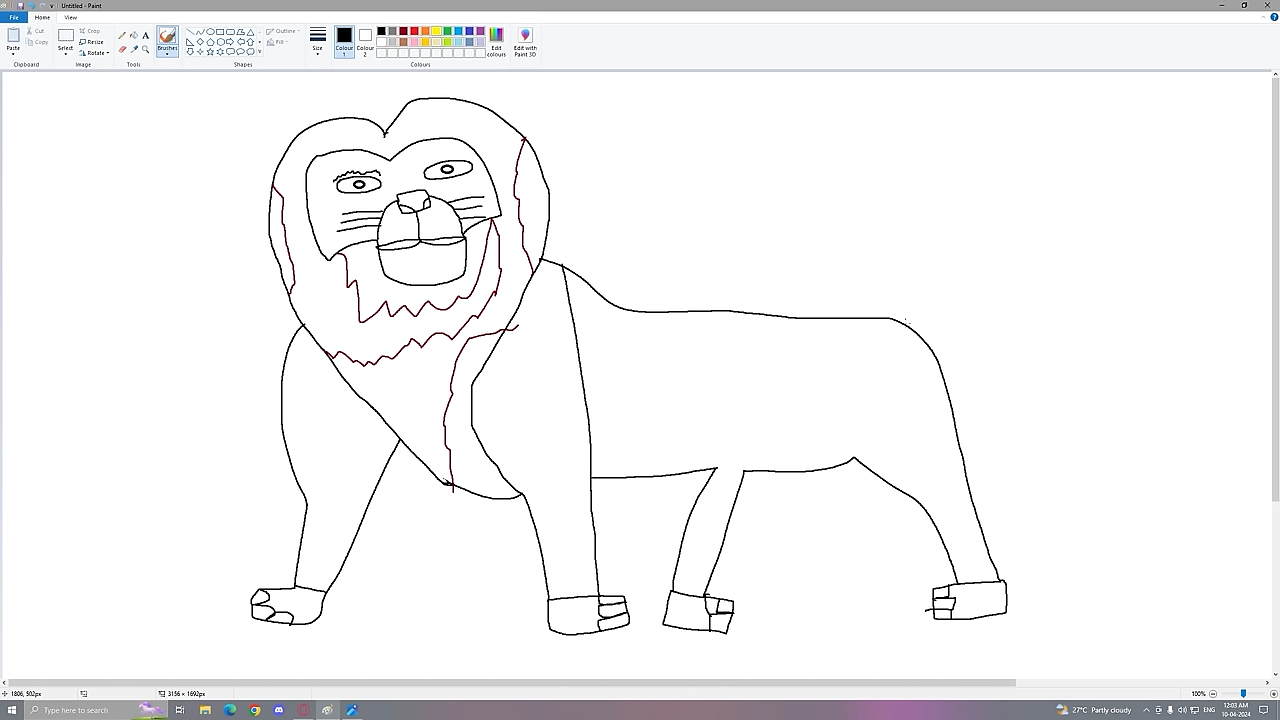 Untitled - Paint
File Home View
Paste
Cut
Copy
Clipboard
Select
Crop
Resize
Rotate
Image
A
Tools
Brushes
Outline
Fill
Shapes
Size
Colour 1
Colour 2
Edit colours
Edit with Paint 3D
Colours
1806, 502px
3156 × 1692px
100%
Type here to search
27°C Partly cloudy
ENG
12:03 AM
10-04-2024